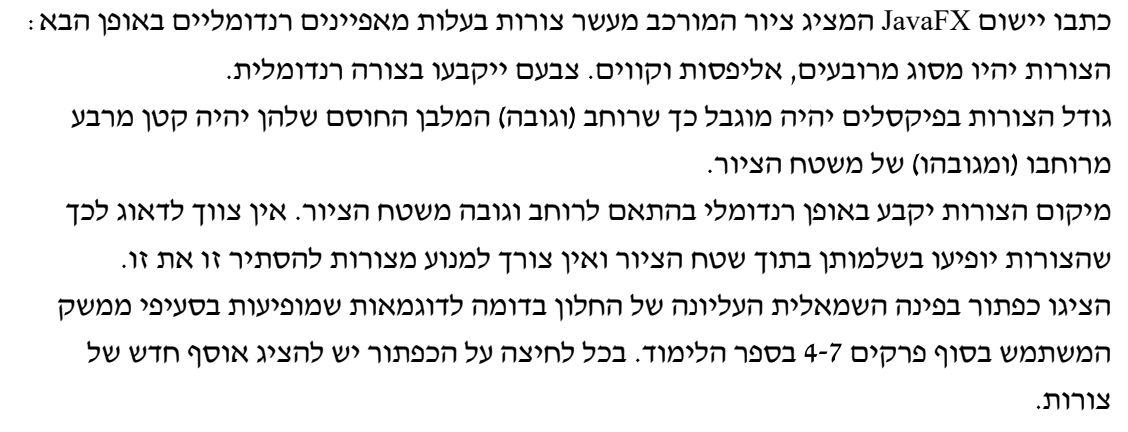 כתבו יישום JavaFX המציג ציור המורכב מעשר צורות בעלות מאפיינים רנדומליים באופן הבא:
הצורות יהיו מסוג מרובעים, אליפסות וקווים. צבעם ייקבעו בצורה רנדומלית.
גודל הצורות בפיקסלים יהיה מוגבל כך שרוחב (וגובה) המלבן החוסם שלהן יהיה קטן מרבע
מרוחבו (ומגובהו) של משטח הציור.
מיקום הצורות יקבע באופן רנדומלי בהתאם לרוחב וגובה משטח הציור. אין צווך לדאוג לכך
שהצורות יופיעו בשלמותן בתוך שטח הציור ואין צורך למנוע מצורות להסתיר זו את זו.
הציגו כפתור בפינה השמאלית העליונה של החלון בדומה לדוגמאות שמופיעות בסעיפי ממשק
המשתמש בסוף פרקים 4-7 בספר הלימוד. בכל לחיצה על הכפתור יש להציג אוסף חדש של
צורות.